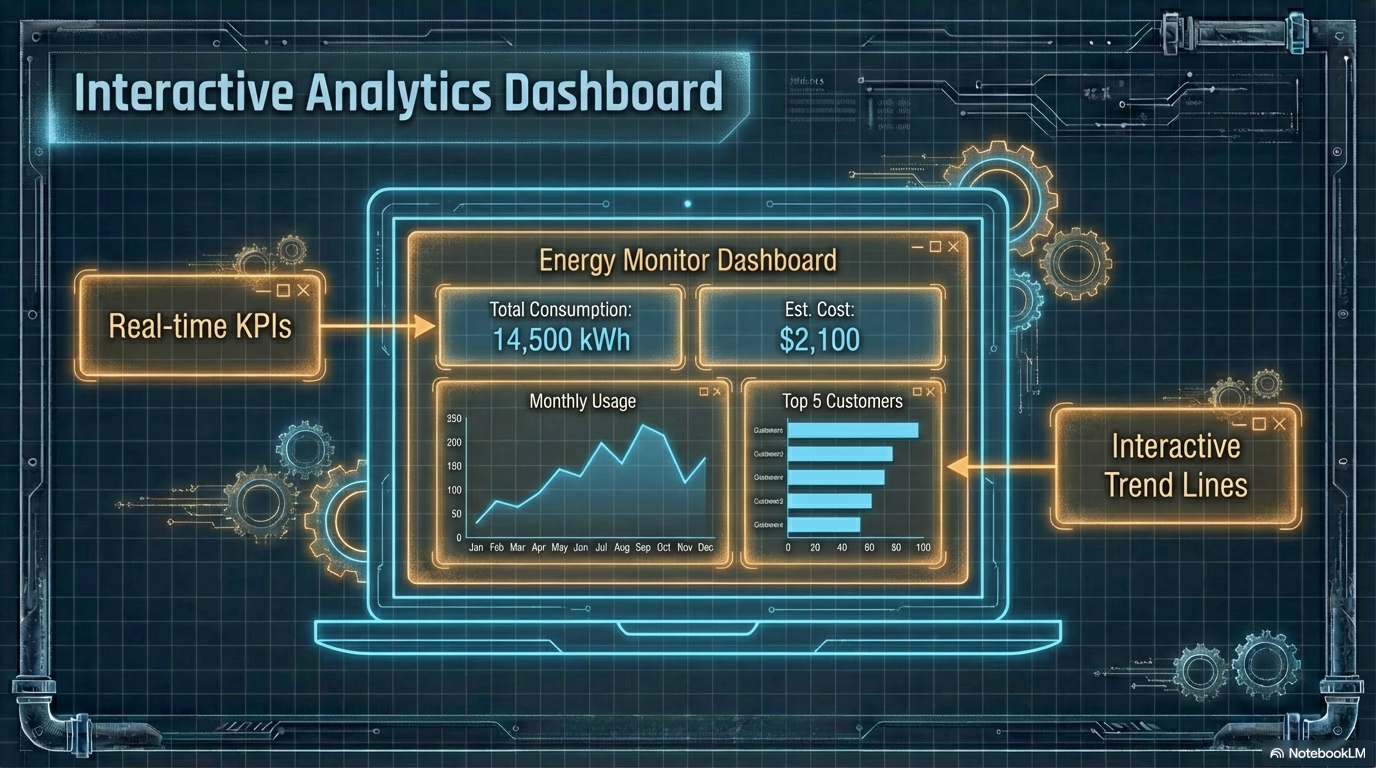 Interactive Analytics Dashboard
Energy Monitor Dashboard
Real-time KPIs
Total Consumption:
14,500 kWh
Est. Cost:
$2,100
Monthly Usage
350
200
180
100
50
0
Jan Feb Mar Apr May Jon Jul Aug Sep Oct Nov Dec
Top 5 Customers
0 20 40 60 80 100
Interactive
Trend Lines
NotebookLM